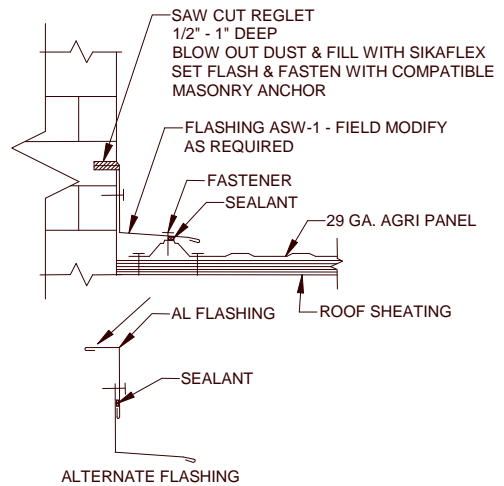 SAW CUT REGLET
1/2" - 1" DEEP
BLOW OUT DUST & FILL WITH SIKAFLEX
SET FLASH & FASTEN WITH COMPATIBLE
MASONRY ANCHOR
FLASHING ASW-1 - FIELD MODIFY
AS REQUIRED
FASTENER
SEALANT
29 GA. AGRI PANEL
ROOF SHEATING
AL FLASHING
SEALANT
ALTERNATE FLASHING